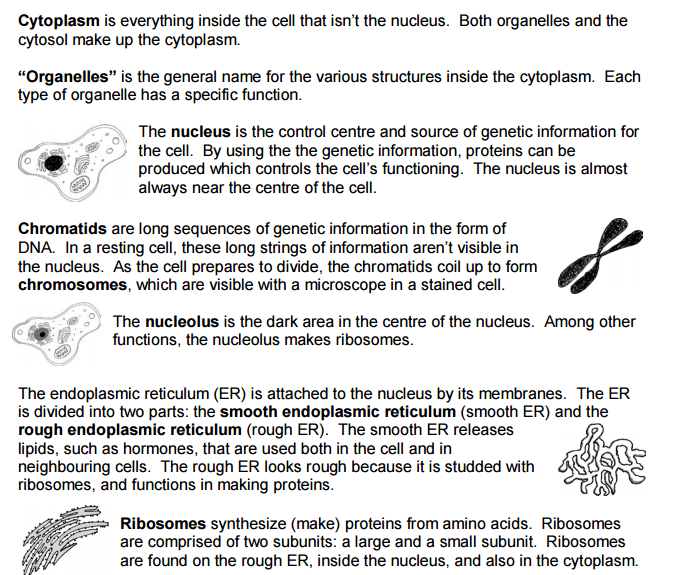 Cytoplasm is everything inside the cell that isn't the nucleus.  Both organelles and the
cytosol make up the cytoplasm.
“Organelles” is the general name for the various structures inside the cytoplasm.  Each
type of organelle has a specific function.
The nucleus is the control centre and source of genetic information for
the cell.  By using the the genetic information, proteins can be
produced which controls the cell's functioning.  The nucleus is almost
always near the centre of the cell.
Chromatids are long sequences of genetic information in the form of
DNA.  In a resting cell, these long strings of information aren't visible in
the nucleus.  As the cell prepares to divide, the chromatids coil up to form
chromosomes, which are visible with a microscope in a stained cell.
The nucleolus is the dark area in the centre of the nucleus.  Among other
functions, the nucleolus makes ribosomes.
The endoplasmic reticulum (ER) is attached to the nucleus by its membranes.  The ER
is divided into two parts: the smooth endoplasmic reticulum (smooth ER) and the
rough endoplasmic reticulum (rough ER).  The smooth ER releases
lipids, such as hormones, that are used both in the cell and in
neighbouring cells.  The rough ER looks rough because it is studded with
ribosomes, and functions in making proteins.
Ribosomes synthesize (make) proteins from amino acids.  Ribosomes
are comprised of two subunits: a large and a small subunit.  Ribosomes
are found on the rough ER, inside the nucleus, and also in the cytoplasm.